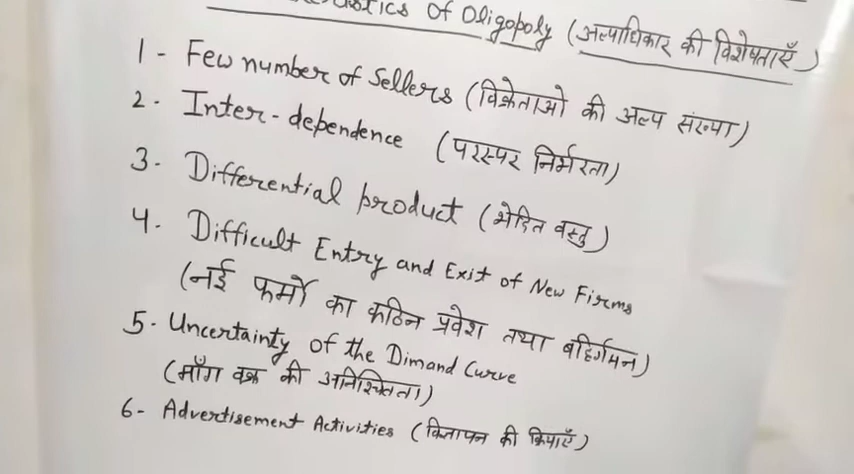 of Oligopoly (अल्पाधिकार की विशेषताएँ)
1 - Few number of Sellers (विक्रेताओ की अल्प संख्या)
2. Inter-dependence (परस्पर निर्भरता)
3. Differential product (भेदित वस्तु)
4. Difficult Entry and Exit of New Firms
(नई फर्मो का कठिन प्रवेश तथा बहिर्गमन)
5. Uncertainty of the Dimand Curve
(माँग वक्र की अनिश्चितता)
6- Advertisement Activities (विज्ञापन की क्रियाएँ)